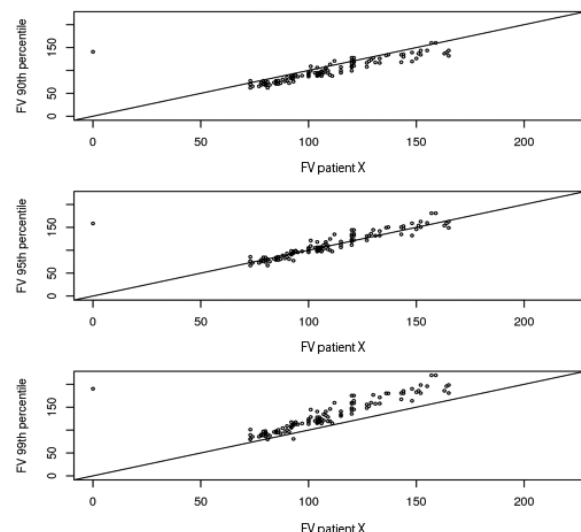 FV 90th percentile
0 50 150
0 50 100 150 200
FV patient X
FV 95th percentile
0 50 150
0 50 100 150 200
FV patient X
FV 99th percentile
0 50 150
0 50 100 150 200
FV patient X